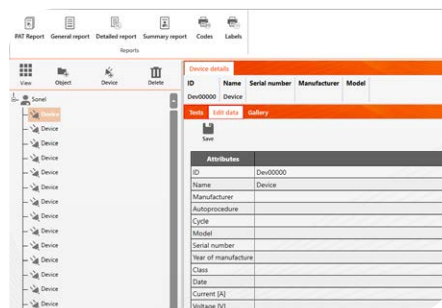 PAT Report General report Detailed report Summary report Codes Labels
Reports
View Object Device Delete
Sonel
Device
Device
Device
Device
Device
Device
Device
Device
Device
Device
Device
Device
Device
Device
Device details
ID Name Serial number Manufacturer Model
Dev00000 Device
Tests Edit data Gallery
Save
Attributes
ID Dev00000
Name Device
Manufacturer
Autoprocedure
Cycle
Model
Serial number
Year of manufacture
Class
Date
Current [A]
Voltage [V]